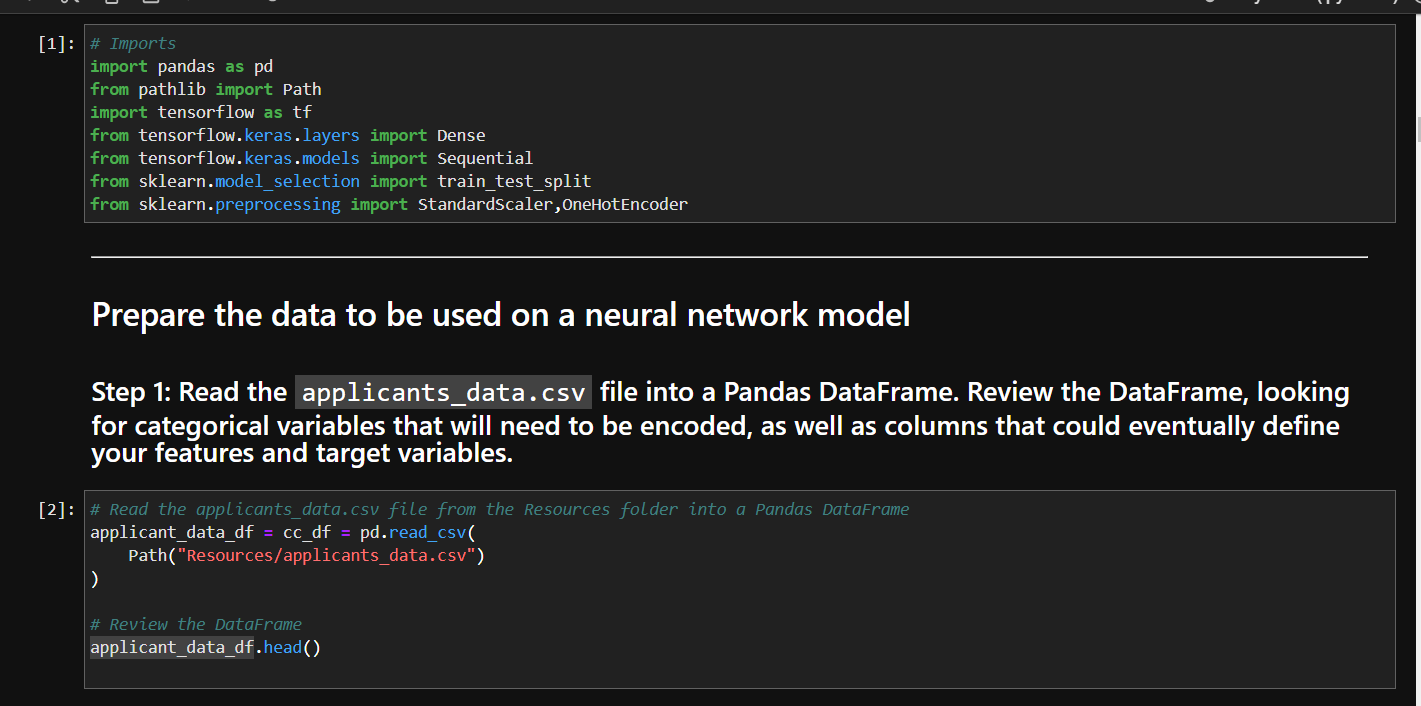 [1]:
# Imports
import pandas as pd
from pathlib import Path
import tensorflow as tf
from tensorflow.keras.layers import Dense
from tensorflow.keras.models import Sequential
from sklearn.model_selection import train_test_split
from sklearn.preprocessing import StandardScaler,OneHotEncoder
Prepare the data to be used on a neural network model
Step 1: Read the applicants_data.csv file into a Pandas DataFrame. Review the DataFrame, looking
for categorical variables that will need to be encoded, as well as columns that could eventually define
your features and target variables.
[2]:
# Read the applicants_data.csv file from the Resources folder into a Pandas DataFrame
applicant_data_df = cc_df = pd.read_csv(
    Path("Resources/applicants_data.csv")
)
# Review the DataFrame
applicant_data_df.head()